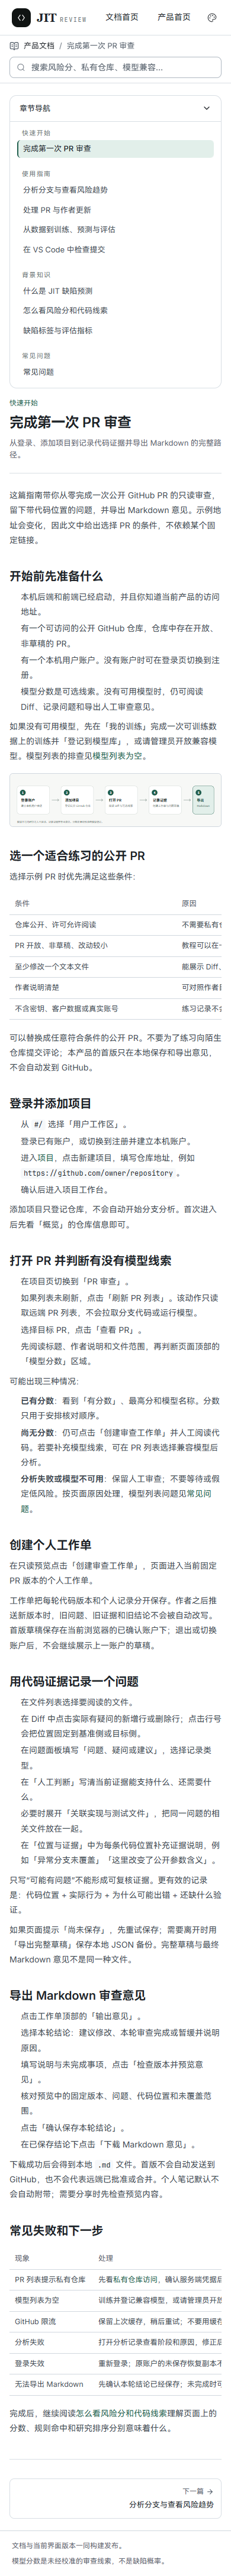 JIT REVIEW
文档首页
产品首页
产品文档 / 完成第一次 PR 审查
搜索风险分、私有仓库、模型兼容...
章节导航
快速开始
完成第一次 PR 审查
使用指南
分析分支与查看风险趋势
处理 PR 与作者更新
从数据到训练、预测与评估
在 VS Code 中检查提交
背景知识
什么是 JIT 缺陷预测
怎么看风险分和代码线索
缺陷标签与评估指标
常见问题
常见问题
快速开始
完成第一次 PR 审查
从登录、添加项目到记录代码证据并导出 Markdown 的完整路
径。
这篇指南带你从零完成一次公开 GitHub PR 的只读审查,
留下带代码位置的问题,并导出 Markdown 意见。示例地
址会变化,因此文中给出选择 PR 的条件,不依赖某个固
定链接。
开始前先准备什么
本机后端和前端已经启动,并且你知道当前产品的访问
地址。
有一个可访问的公开 GitHub 仓库,仓库中存在开放、
非草稿的 PR。
有一个本机用户账户。没有账户时可在登录页切换到注
册。
模型分数是可选线索。没有可用模型时,仍可阅读
Diff、记录问题和导出人工审查意见。
如果没有可用模型,先在「我的训练」完成一次可训练数
据上的训练并「登记到模型库」,或请管理员开放兼容模
型。模型列表的排查见模型列表为空。
1
登录账户
2
添加项目
3
打开 PR
4
记录证据
5
导出
选一个适合练习的公开 PR
选择示例 PR 时优先满足这些条件:
条件 原因
仓库公开、许可允许阅读 不需要私有仓
PR 开放、非草稿、改动较小 教程可以在一
至少修改一个文本文件 能展示 Diff、
作者说明清楚 可对照作者目
不含密钥、客户数据或真实账号 练习记录不会
可以替换成任意符合条件的公开 PR。不要为了练习向陌生
仓库提交评论;本产品的首版只在本地保存和导出意见,
不会自动发到 GitHub。
登录并添加项目
从 #/ 选择「用户工作区」。
登录已有账户,或切换到注册并建立本机账户。
进入项目,点击新建项目,填写仓库地址,例如
https://github.com/owner/repository 。
确认后进入项目工作台。
添加项目只登记仓库,不会自动开始分支分析。首次进入
后先看「概览」的仓库信息即可。
打开 PR 并判断有没有模型线索
在项目页切换到「PR 审查」。
如果列表未刷新,点击「刷新 PR 列表」。该动作只读
取远端 PR 列表,不会拉取分支代码或运行模型。
选择目标 PR,点击「查看 PR」。
先阅读标题、作者说明和文件范围,再判断页面顶部的
「模型分数」区域。
可能出现三种情况:
已有分数:看到「有分数」、最高分和模型名称。分数
只用于安排核对顺序。
尚无分数:仍可点击「创建审查工作单」并人工阅读代
码。若要补充模型线索,可在 PR 列表选择兼容模型后
分析。
分析失败或模型不可用:保留人工审查;不要等待或假
定低风险。按页面原因处理,模型列表问题见常见问
题。
创建个人工作单
在只读预览点击「创建审查工作单」,页面进入当前固定
PR 版本的个人工作单。
工作单把每轮代码版本和个人记录分开保存。作者之后推
送新版本时,旧问题、旧证据和旧结论不会被自动改写。
首版草稿保存在当前浏览器的已确认账户下;退出或切换
账户后,不会继续展示上一账户的草稿。
用代码证据记录一个问题
在文件列表选择要阅读的文件。
在 Diff 中点击实际有疑问的新增行或删除行;点击行号
会把位置固定到基准侧或目标侧。
在问题面板填写「问题、疑问或建议」,选择记录类
型。
在「人工判断」写清当前证据能支持什么、还需要什
么。
必要时展开「关联实现与测试文件」,把同一问题的相
关文件放在一起。
在「位置与证据」中为每条代码位置补充证据说明,例
如「异常分支未覆盖」「这里改变了公开参数含义」。
只写“可能有问题”不能形成可复核证据。更有效的记录
是:代码位置 + 实际行为 + 为什么可能出错 + 还缺什么验
证。
如果页面提示「尚未保存」,先重试保存;需要离开时用
「导出完整草稿」保存本地 JSON 备份。完整草稿与最终
Markdown 意见不是同一种文件。
导出 Markdown 审查意见
点击工作单顶部的「输出意见」。
选择本轮结论:建议修改、本轮审查完成或暂缓并说明
原因。
填写说明与未完成事项,点击「检查版本并预览意
见」。
核对预览中的固定版本、问题、代码位置和未覆盖范
围。
点击「确认保存本轮结论」。
在已保存结论下点击「下载 Markdown 意见」。
下载成功后会得到本地 .md 文件。首版不会自动发送到
GitHub,也不会代表远端已批准或合并。个人笔记默认不
会自动附带;需要分享时先检查预览内容。
常见失败和下一步
现象 处理
PR 列表提示私有仓库 先看私有仓库访问,确认服务端凭据后
模型列表为空 训练并登记兼容模型,或请管理员开放
GitHub 限流 保留上次缓存,稍后重试;不要用缓存
分析失败 打开分析记录查看阶段和原因,修正后
登录失败 重新登录;原账户的未保存恢复副本不
无法导出 Markdown 先确认本轮结论已经保存;未完成时可
完成后,继续阅读怎么看风险分和代码线索理解页面上的
分数、规则命中和研究排序分别意味着什么。
下一篇 →
分析分支与查看风险趋势
文档与当前界面版本一同构建发布。
模型分数是未经校准的审查线索,不是缺陷概率。